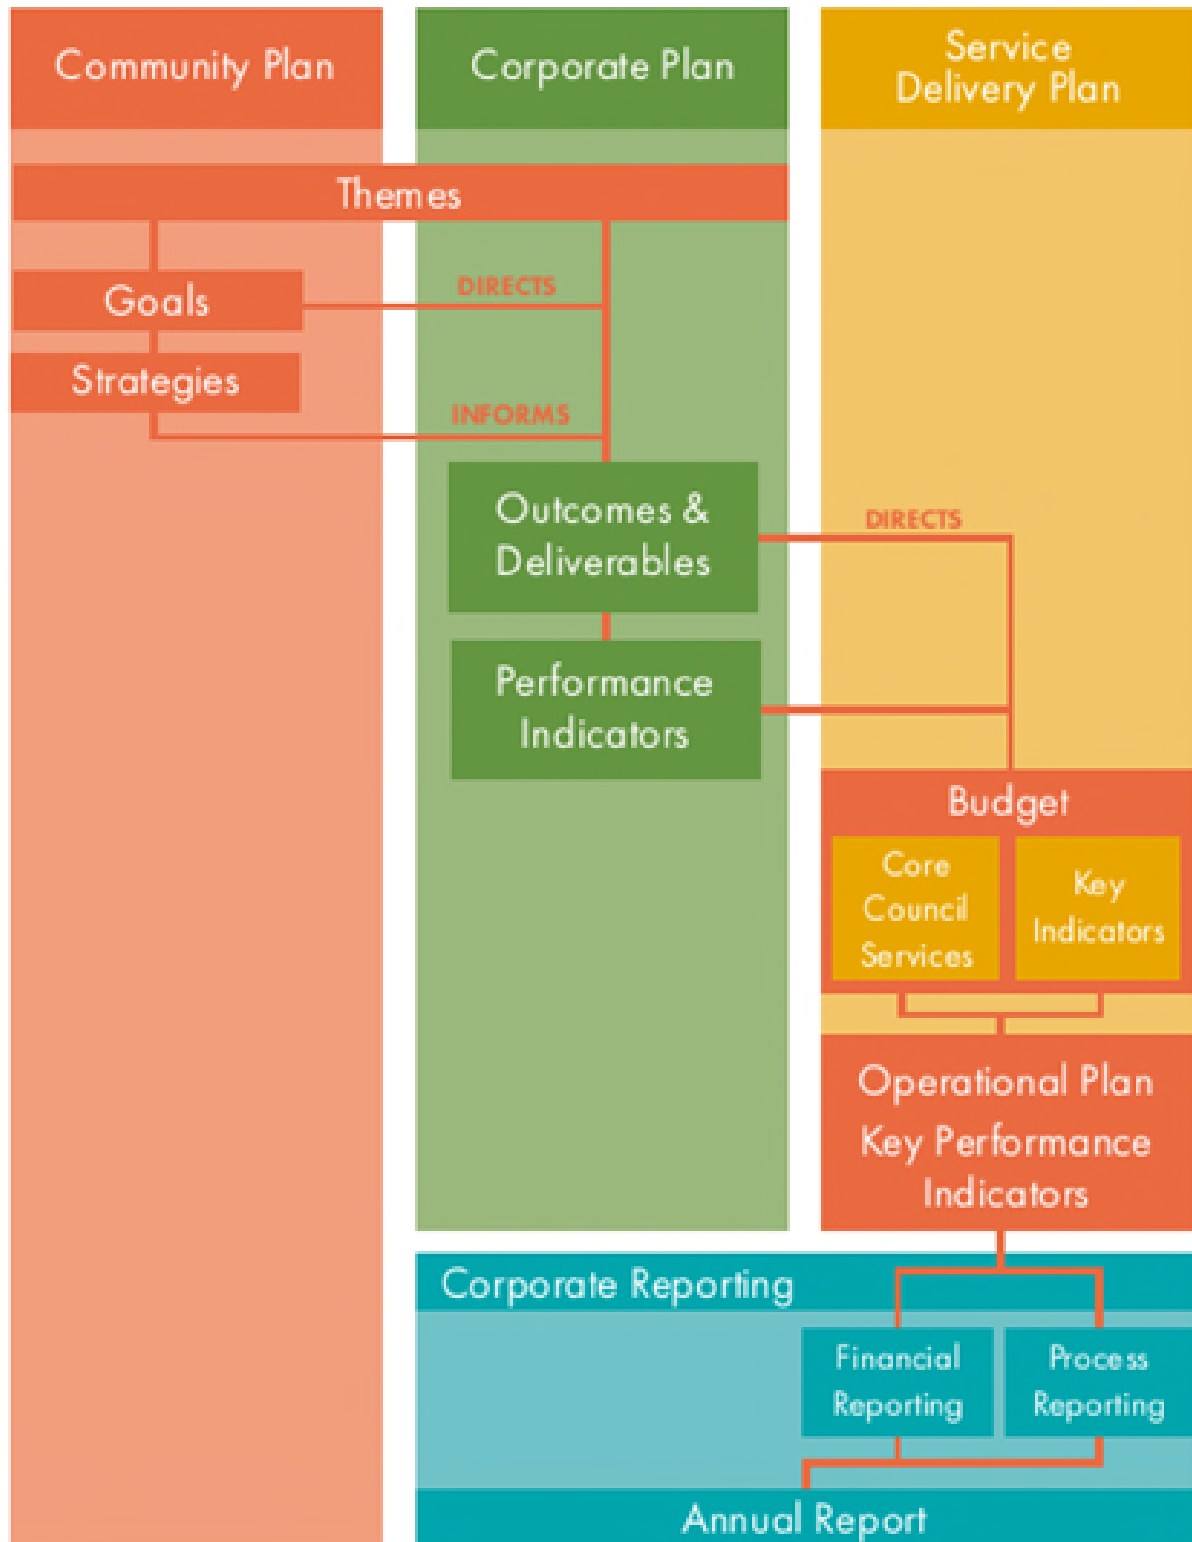 Community Plan
Corporate Plan
Service
Delivery Plan
Themes
Goals
DIRECTS
Strategies
INFORMS
Outcomes &
Deliverables
DIRECTS
Performance
Indicators
Budget
Core
Council
Services
Key
Indicators
Operational Plan
Key Performance
Indicators
Corporate Reporting
Financial
Reporting
Process
Reporting
Annual Report